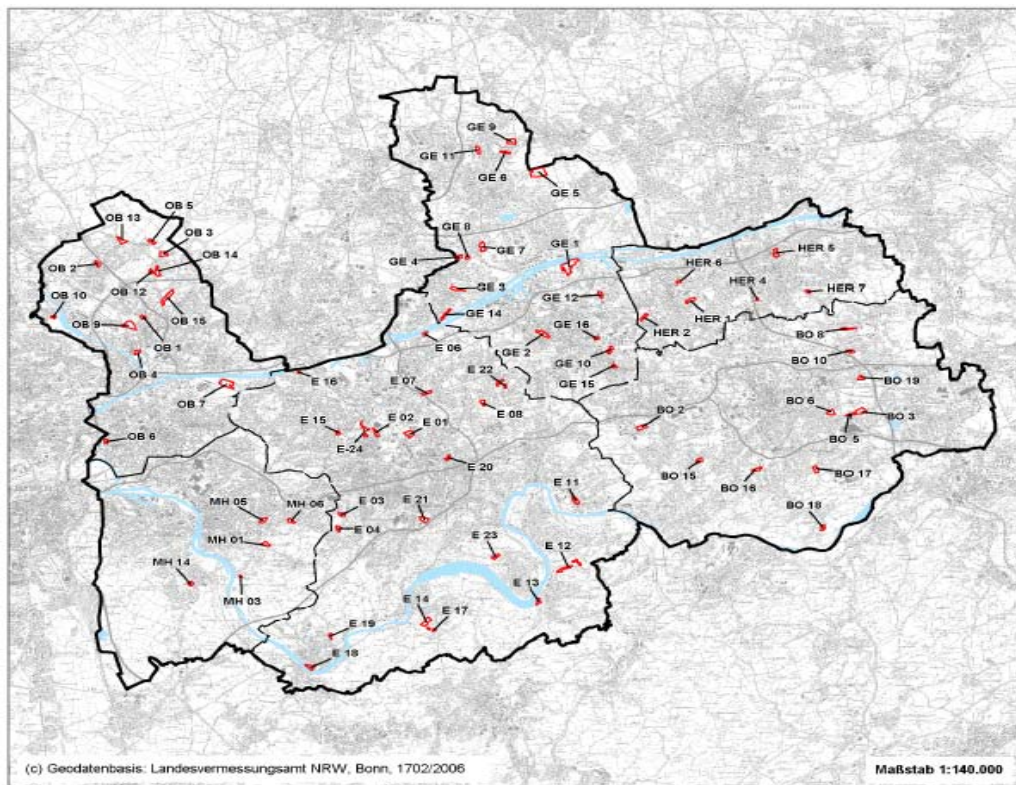 GE 9
GE 11
GE 6
GE 5
OB 13
OB 5
OB 3
OB 14
OB 2
OB 12
OB 10
OB 15
OB 9
OB 1
OB 4
OB 7
OB 6
GE 8
GE 4
GE 7
GE 1
GE 3
GE 12
GE 14
GE 16
GE 2
GE 10
GE 15
HER 5
HER 6
HER 4
HER 7
HER 1
HER 2
BO 8
BO 10
BO 19
BO 6
BO 3
BO 5
BO 2
BO 15
BO 16
BO 17
BO 18
E 06
E 16
E 07
E 22
E 08
E 15
E 02
E 01
E-24
E 20
E 11
E 03
E 21
E 04
E 23
E 12
E 13
E 14
E 17
E 19
E 18
MH 05
MH 06
MH 01
MH 14
MH 03
(c) Geodatenbasis: Landesvermessungsamt NRW, Bonn, 1702/2006
Maßstab 1:140.000